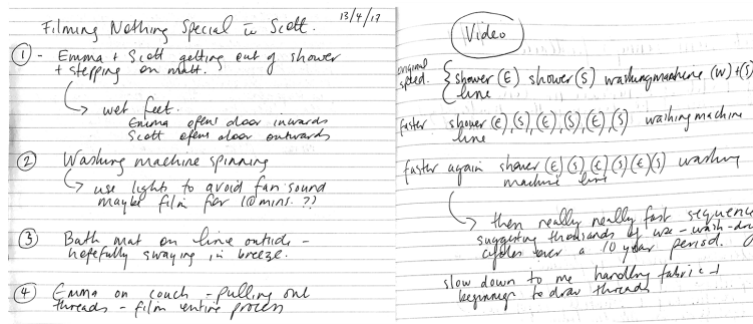 13/4/17
Filming Nothing Special in Scott.
① - Emma + Scott getting out of shower
+ stepping on matt.
↳ wet feet.
Emma opens door inwards
Scott opens door outwards
② Washing machine spinning
↳ use lights to avoid fan sound
maybe film for 10 mins. ??
③ Bath mat on line outside -
hopefully swaying in breeze.
④ Emma on couch - pulling out
threads - film entire process
Video
original
speed. { shower (E) shower (S) washing machine (W)+(S)
line
faster shower (E), (S), (E), (S), (E), (S) washing machine
line
faster again shower (E) (S) (E) (S) (E) (S) washing
machine line
↳ then really really fast sequence
suggesting thousands of use - wash - dry
cycles over a 10 year period.
slow down to me handling fabric +
beginning to draw threads